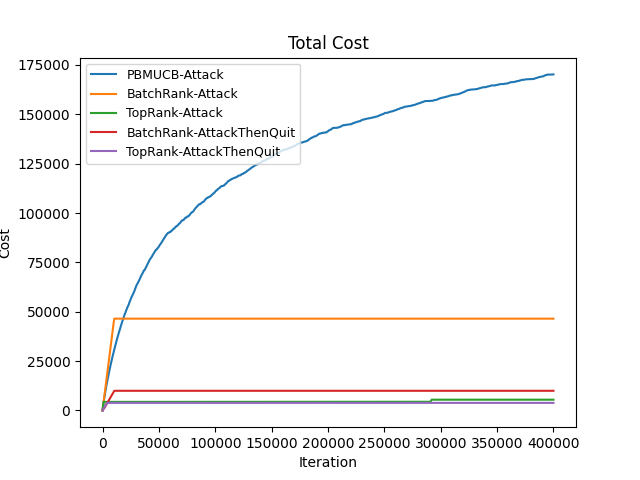 Total Cost
175000
150000
125000
100000
75000
50000
25000
0
Cost
PBMUCB-Attack
BatchRank-Attack
TopRank-Attack
BatchRank-AttackThenQuit
TopRank-AttackThenQuit
0 50000 100000 150000 200000 250000 300000 350000 400000
Iteration